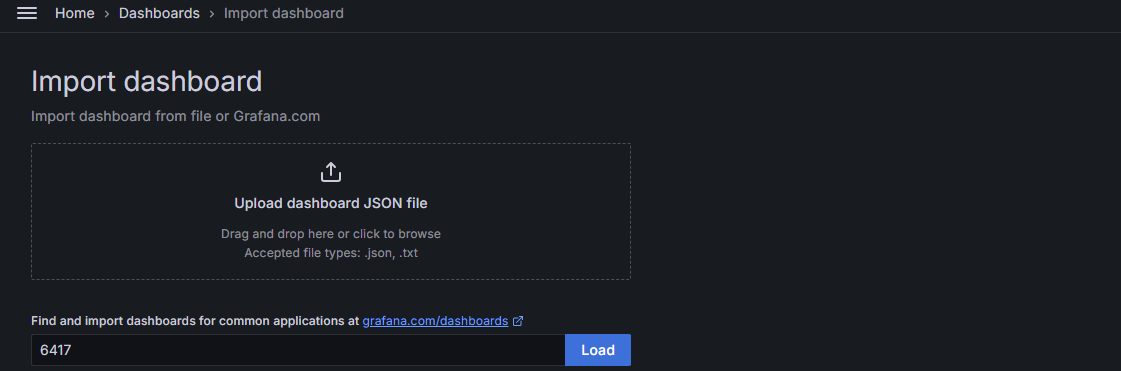 Home › Dashboards › Import dashboard
Import dashboard
Import dashboard from file or Grafana.com
Upload dashboard JSON file
Drag and drop here or click to browse
Accepted file types: .json, .txt
Find and import dashboards for common applications at grafana.com/dashboards
6417
Load